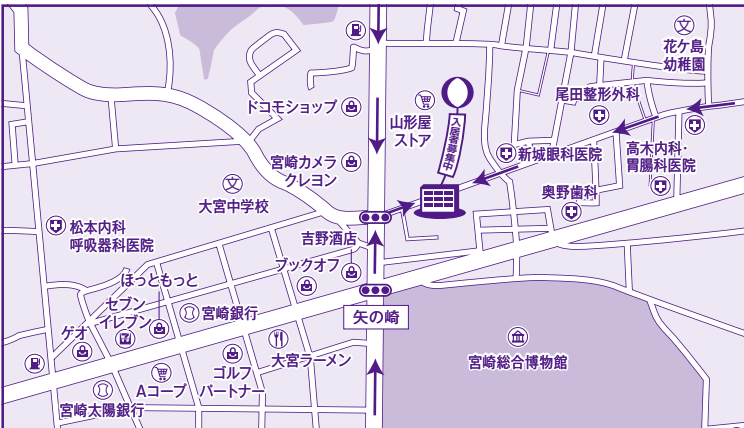 花ケ島
幼稚園
ドコモショップ
山形屋
ストア
入居者募集中
尾田整形外科
宮崎カメラ
クレヨン
新城眼科医院
高木内科・
胃腸科医院
大宮中学校
奥野歯科
松本内科
呼吸器科医院
吉野酒店
ブックオフ
ほっともっと
セブン
イレブン
宮崎銀行
矢の崎
ゲオ
大宮ラーメン
宮崎総合博物館
Aコープ
ゴルフ
パートナー
宮崎太陽銀行